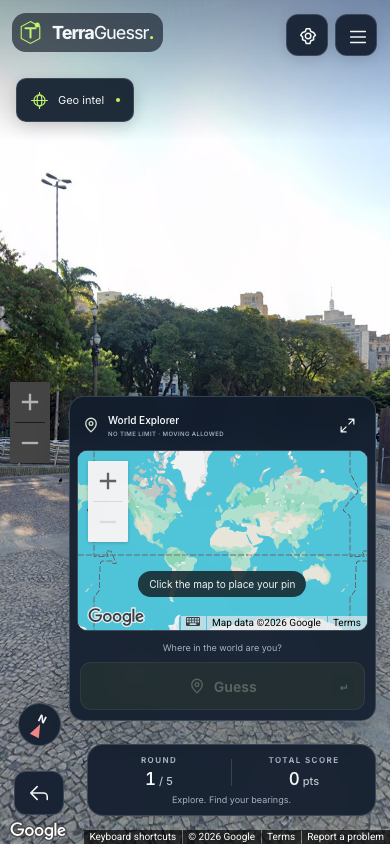 TerraGuessr.
Geo intel
World Explorer
NO TIME LIMIT · MOVING ALLOWED
Click the map to place your pin
Google
Map data ©2026 Google
Terms
Where in the world are you?
Guess
ROUND
1 / 5
TOTAL SCORE
0 pts
Explore. Find your bearings.
N
Google
Keyboard shortcuts
© 2026 Google
Terms
Report a problem